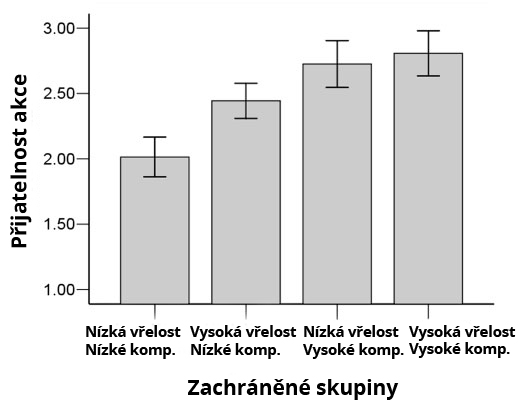 3.00
2.50
2.00
1.50
1.00
Přijatelnost akce
Nízká vřelost Vysoká vřelost Nízká vřelost Vysoká vřelost
Nízké komp. Nízké komp. Vysoké komp. Vysoké komp.
Zachráněné skupiny